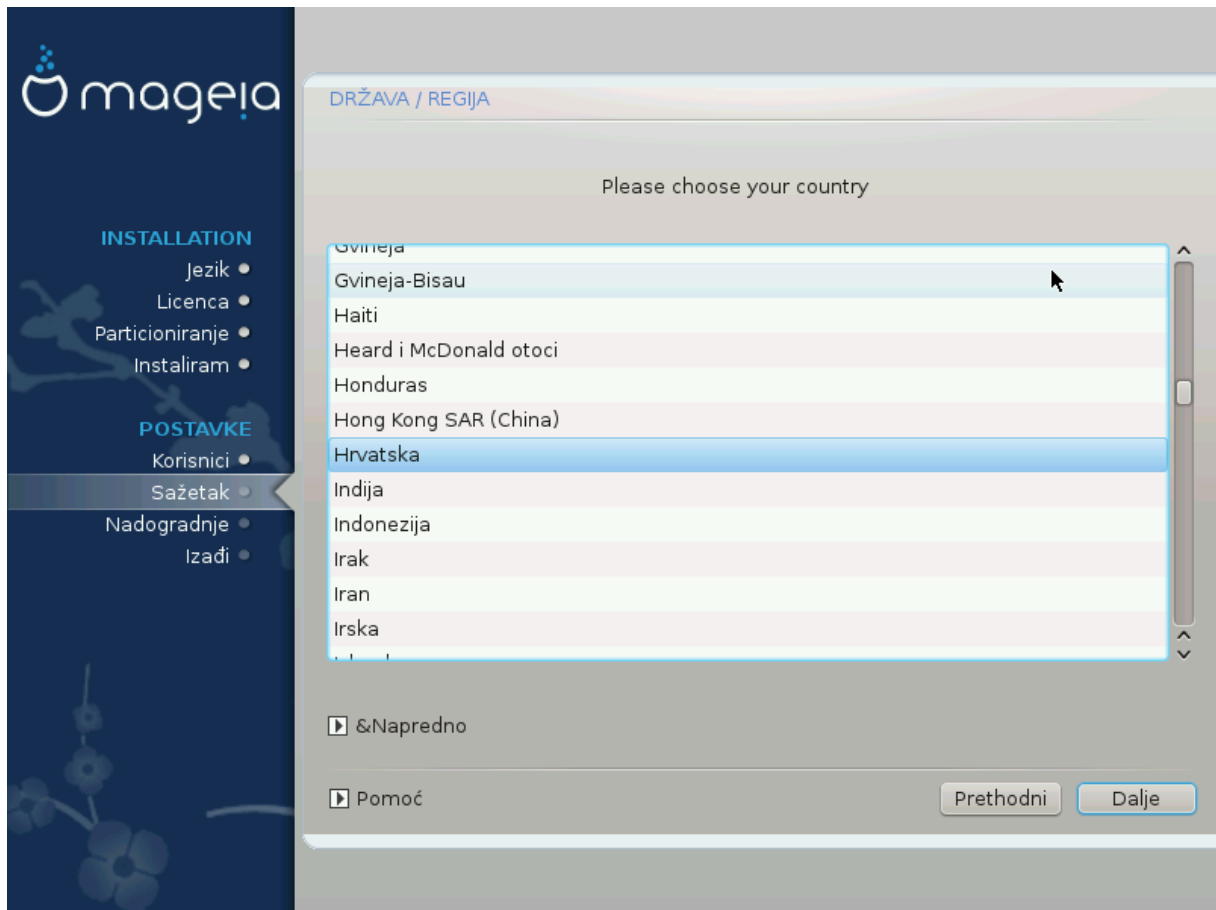 mageia
INSTALLATION
Jezik
Licenca
Particioniranje
Instaliram
POSTAVKE
Korisnici
Sažetak
Nadogradnje
Izađi
DRŽAVA / REGIJA
Please choose your country
Gvineja
Gvineja-Bisau
Haiti
Heard i McDonald otoci
Honduras
Hong Kong SAR (China)
Hrvatska
Indija
Indonezija
Irak
Iran
Irska
&Napredno
Pomoć
Prethodni
Dalje